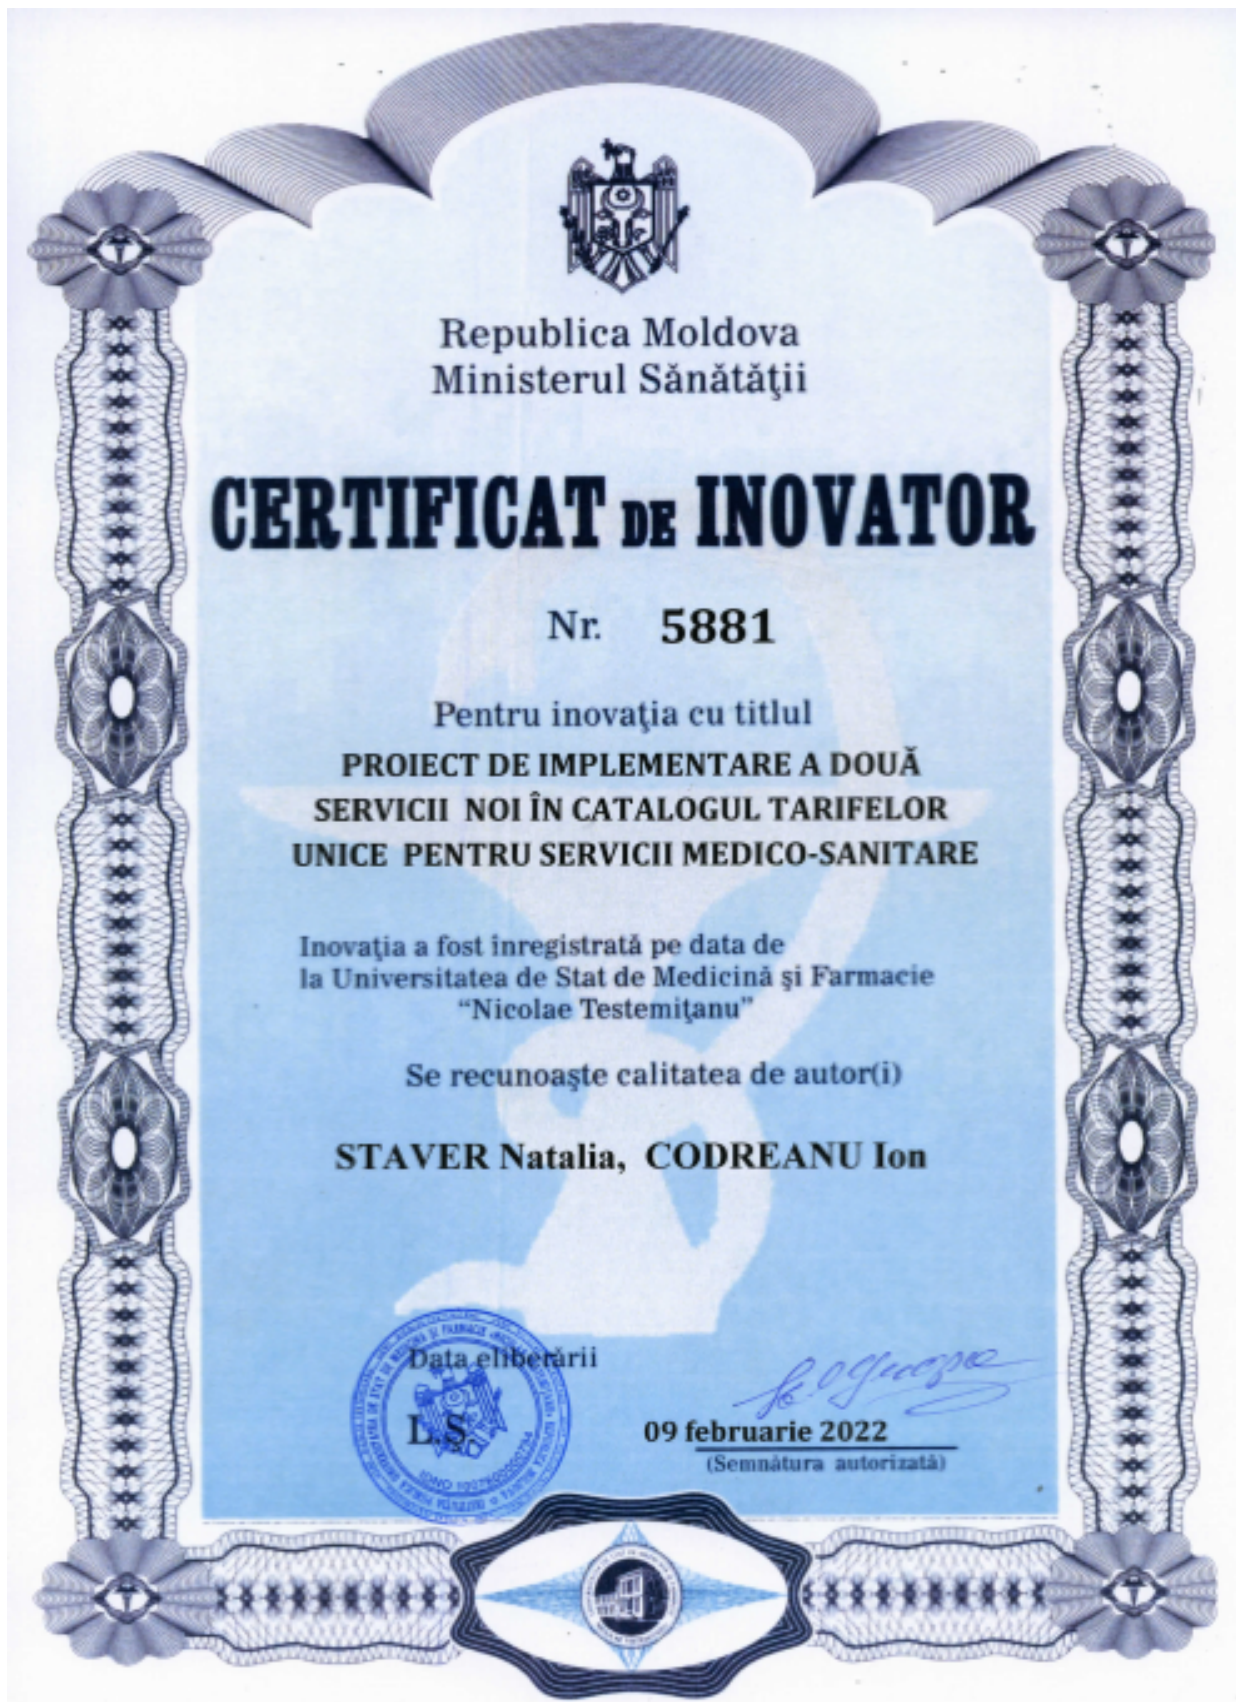 Republica Moldova
Ministerul Sănătăţii
CERTIFICAT DE INOVATOR
Nr. 5881
Pentru inovaţia cu titlul
PROIECT DE IMPLEMENTARE A DOUĂ
SERVICII NOI ÎN CATALOGUL TARIFELOR
UNICE PENTRU SERVICII MEDICO-SANITARE
Inovaţia a fost înregistrată pe data de
la Universitatea de Stat de Medicină şi Farmacie
“Nicolae Testemiţanu”
Se recunoaşte calitatea de autor(i)
STAVER Natalia, CODREANU Ion
Data eliberării
L.Ş.
09 februarie 2022
(Semnătura autorizată)